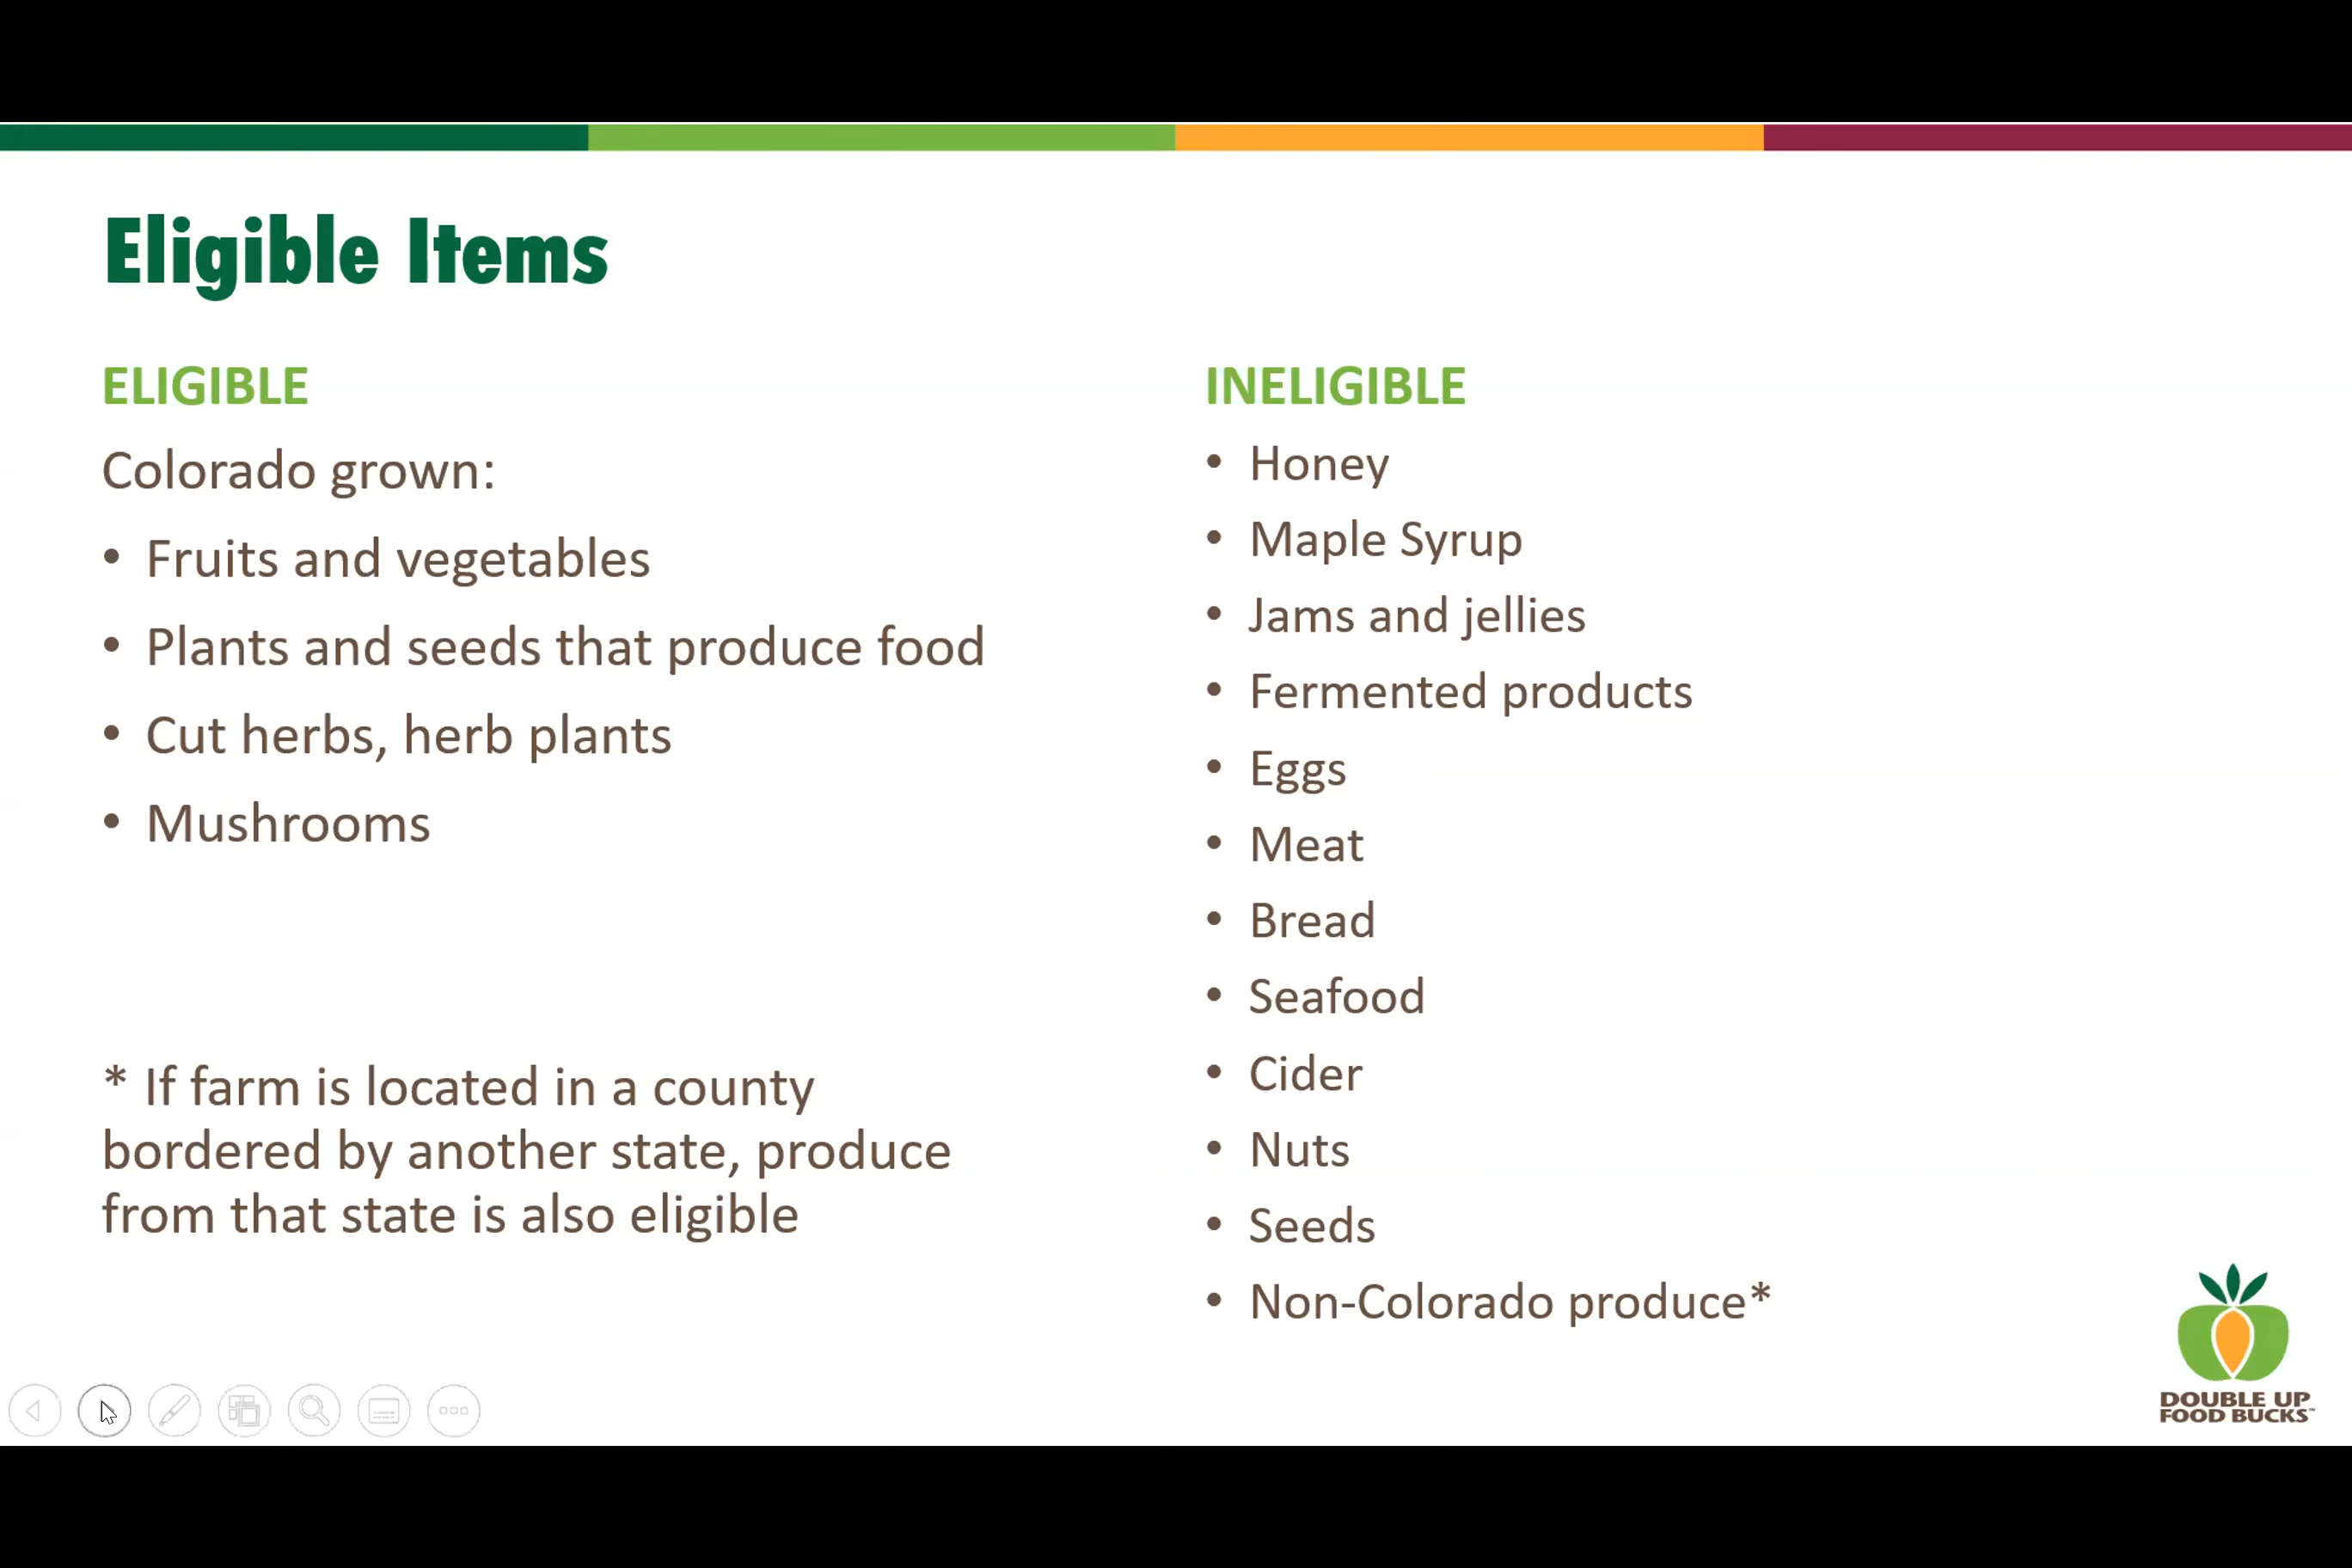 Eligible Items
ELIGIBLE
Colorado grown:
• Fruits and vegetables
• Plants and seeds that produce food
• Cut herbs, herb plants
• Mushrooms
* If farm is located in a county
bordered by another state, produce
from that state is also eligible
INELIGIBLE
• Honey
• Maple Syrup
• Jams and jellies
• Fermented products
• Eggs
• Meat
• Bread
• Seafood
• Cider
• Nuts
• Seeds
• Non-Colorado produce*
DOUBLE UP
FOOD BUCKS™